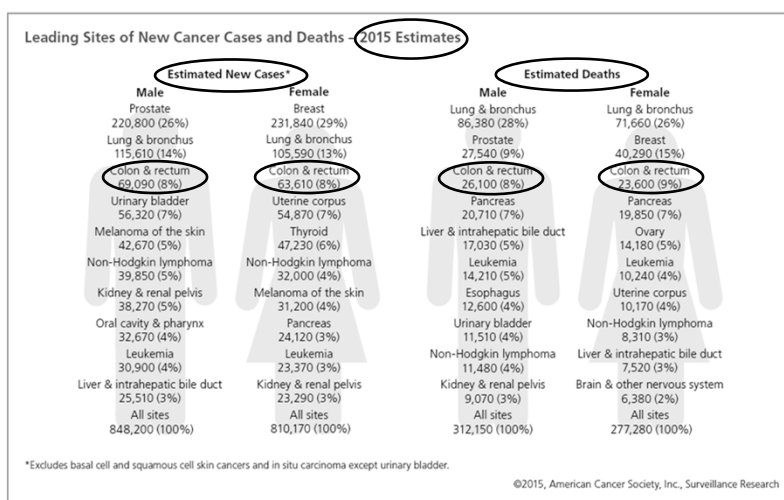 Leading Sites of New Cancer Cases and Deaths – 2015 Estimates
Estimated New Cases*
Male
Prostate
220,800 (26%)
Lung & bronchus
115,610 (14%)
Colon & rectum
69,090 (8%)
Urinary bladder
56,320 (7%)
Melanoma of the skin
42,670 (5%)
Non-Hodgkin lymphoma
39,850 (5%)
Kidney & renal pelvis
38,270 (5%)
Oral cavity & pharynx
32,670 (4%)
Leukemia
30,900 (4%)
Liver & intrahepatic bile duct
25,510 (3%)
All sites
848,200 (100%)
Female
Breast
231,840 (29%)
Lung & bronchus
105,590 (13%)
Colon & rectum
63,610 (8%)
Uterine corpus
54,870 (7%)
Thyroid
47,230 (6%)
Non-Hodgkin lymphoma
32,000 (4%)
Melanoma of the skin
31,200 (4%)
Pancreas
24,120 (3%)
Leukemia
23,370 (3%)
Kidney & renal pelvis
23,290 (3%)
All sites
810,170 (100%)
Estimated Deaths
Male
Lung & bronchus
86,380 (28%)
Prostate
27,540 (9%)
Colon & rectum
26,100 (8%)
Pancreas
20,710 (7%)
Liver & intrahepatic bile duct
17,030 (5%)
Leukemia
14,210 (5%)
Esophagus
12,600 (4%)
Urinary bladder
11,510 (4%)
Non-Hodgkin lymphoma
11,480 (4%)
Kidney & renal pelvis
9,070 (3%)
All sites
312,150 (100%)
Female
Lung & bronchus
71,660 (26%)
Breast
40,290 (15%)
Colon & rectum
23,600 (9%)
Pancreas
19,850 (7%)
Ovary
14,180 (5%)
Leukemia
10,240 (4%)
Uterine corpus
10,170 (4%)
Non-Hodgkin lymphoma
8,310 (3%)
Liver & intrahepatic bile duct
7,520 (3%)
Brain & other nervous system
6,380 (2%)
All sites
277,280 (100%)
*Excludes basal cell and squamous cell skin cancers and in situ carcinoma except urinary bladder.
©2015, American Cancer Society, Inc., Surveillance Research